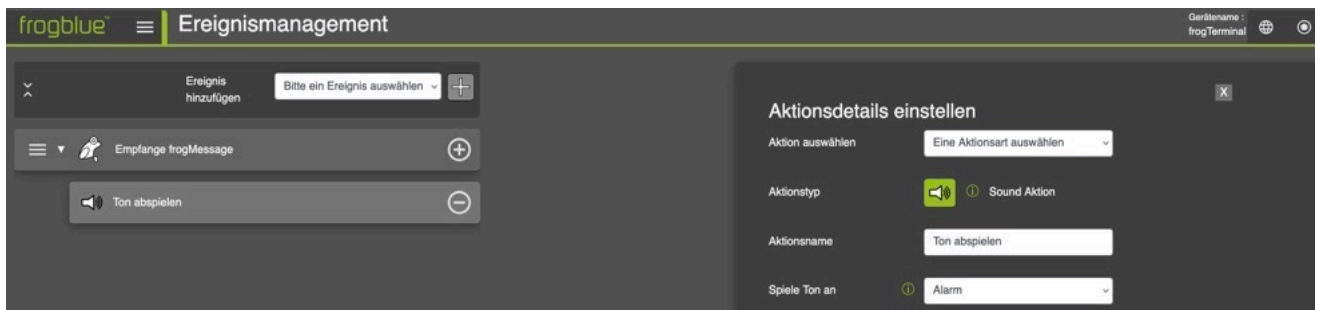 frogblue™
Ereignismanagement
Gerätename :
frogTerminal
Ereignis
hinzufügen
Bitte ein Ereignis auswählen
Empfange frogMessage
Ton abspielen
Aktionsdetails einstellen
X
Aktion auswählen
Eine Aktionsart auswählen
Aktionstyp
Sound Aktion
Aktionsname
Ton abspielen
Spiele Ton an
Alarm